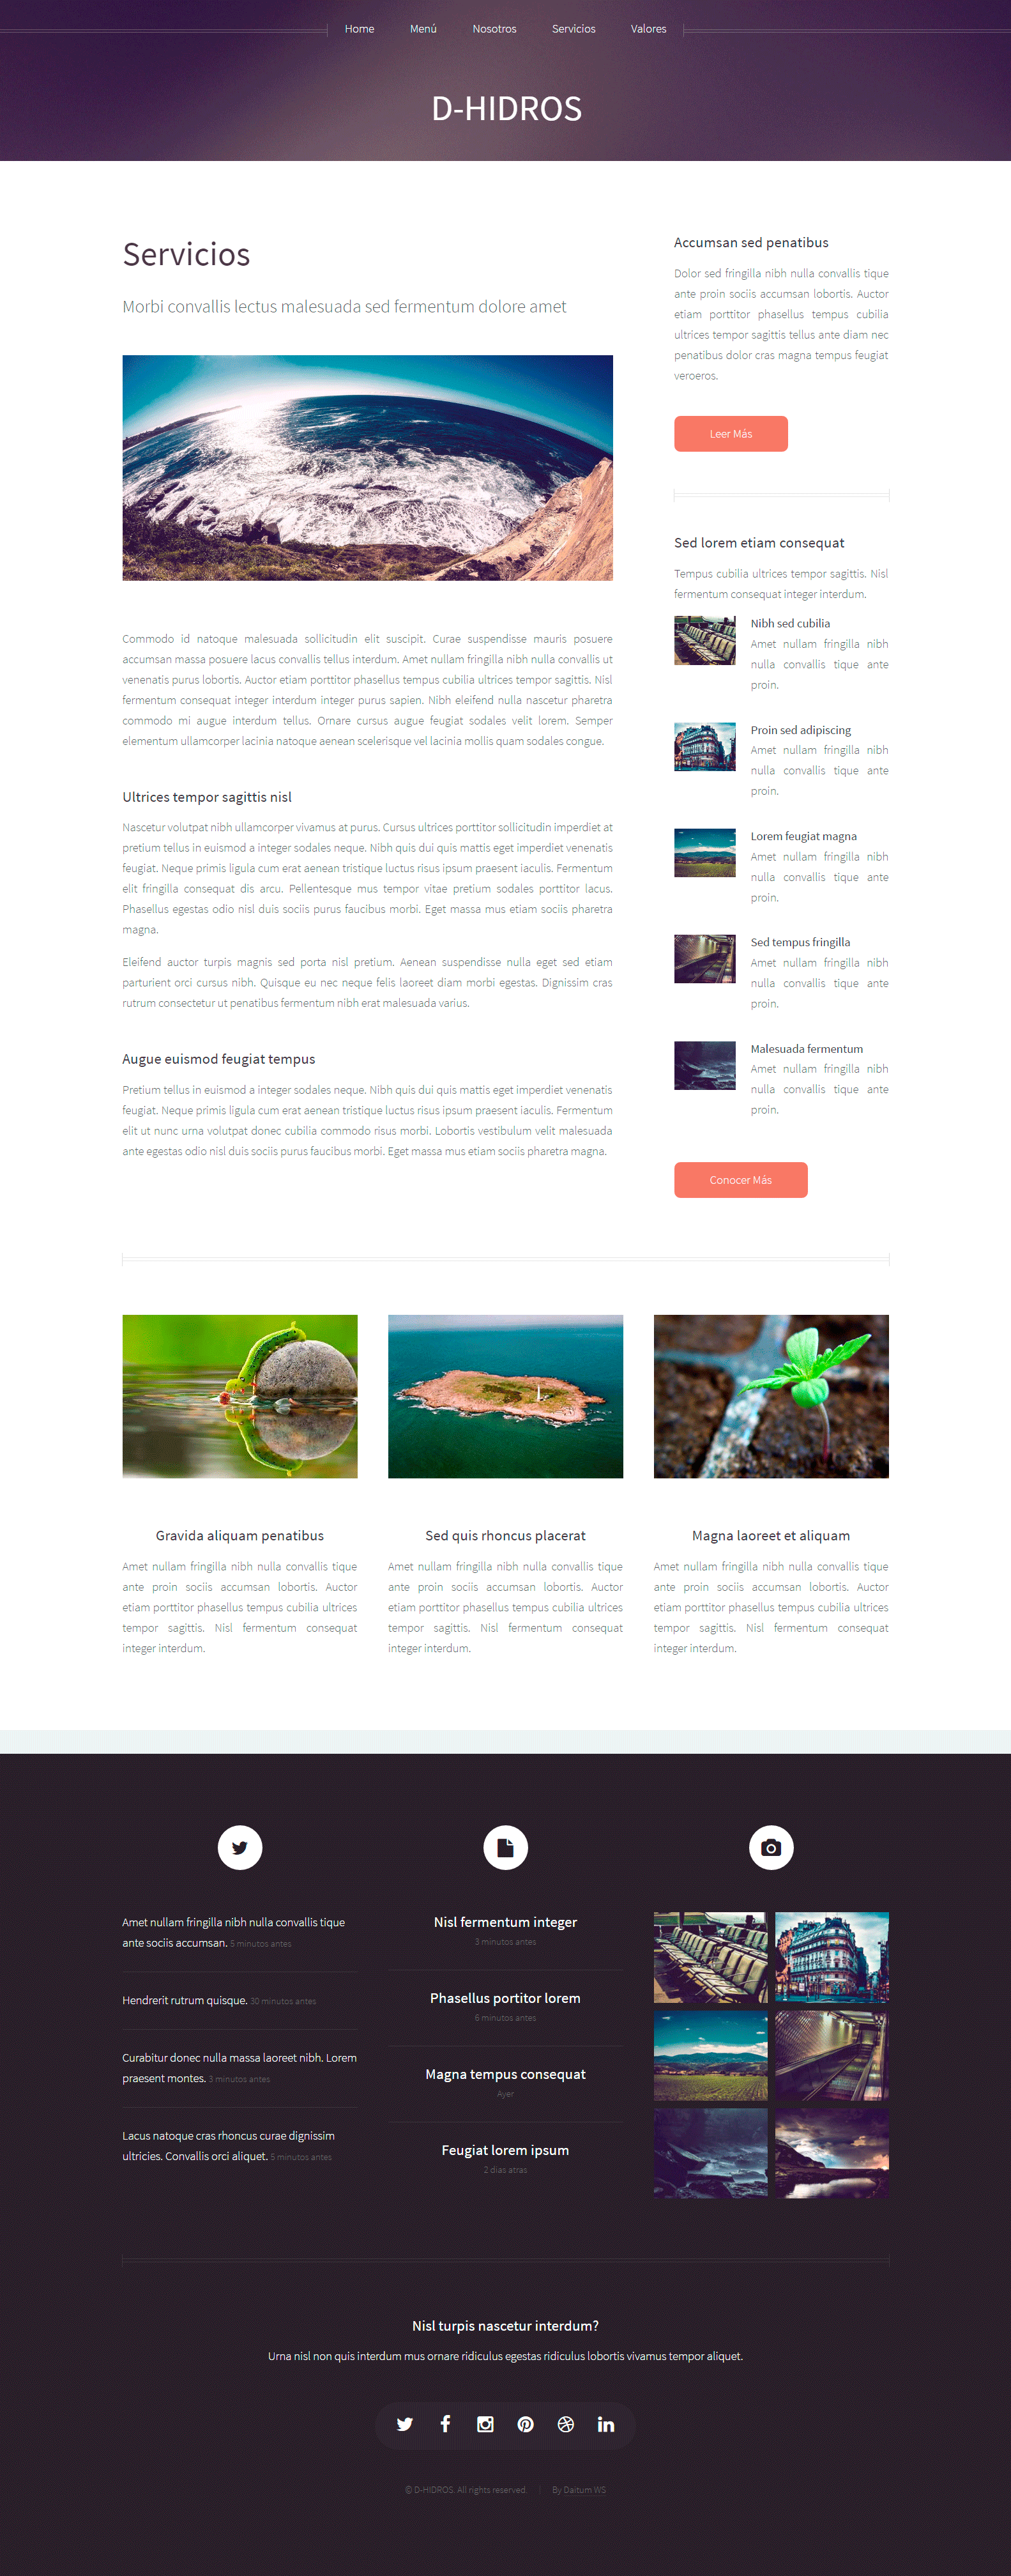 Home Menú Nosotros Servicios Valores
D-HIDROS
Servicios
Morbi convallis lectus malesuada sed fermentum dolore amet
Commodo id natoque malesuada sollicitudin elit suscipit. Curae suspendisse mauris posuere
accumsan massa posuere lacus convallis tellus interdum. Amet nullam fringilla nibh nulla convallis ut
venenatis purus lobortis. Auctor etiam porttitor phasellus tempus cubilia ultrices tempor sagittis. Nisl
fermentum consequat integer interdum integer purus sapien. Nibh eleifend nulla nascetur pharetra
commodo mi augue interdum tellus. Ornare cursus augue feugiat sodales velit lorem. Semper
elementum ullamcorper lacinia natoque aenean scelerisque vel lacinia mollis quam sodales congue.
Ultrices tempor sagittis nisl
Nascetur volutpat nibh ullamcorper vivamus at purus. Cursus ultrices porttitor sollicitudin imperdiet at
pretium tellus in euismod a integer sodales neque. Nibh quis dui quis mattis eget imperdiet venenatis
feugiat. Neque primis ligula cum erat aenean tristique luctus risus ipsum praesent iaculis. Fermentum
elit fringilla consequat dis arcu. Pellentesque mus tempor vitae pretium sodales porttitor lacus.
Phasellus egestas odio nisl duis sociis purus faucibus morbi. Eget massa mus etiam sociis pharetra
magna.
Eleifend auctor turpis magnis sed porta nisl pretium. Aenean suspendisse nulla eget sed etiam
parturient orci cursus nibh. Quisque eu nec neque felis laoreet diam morbi egestas. Dignissim cras
rutrum consectetur ut penatibus fermentum nibh erat malesuada varius.
Augue euismod feugiat tempus
Pretium tellus in euismod a integer sodales neque. Nibh quis dui quis mattis eget imperdiet venenatis
feugiat. Neque primis ligula cum erat aenean tristique luctus risus ipsum praesent iaculis. Fermentum
elit ut nunc urna volutpat donec cubilia commodo risus morbi. Lobortis vestibulum velit malesuada
ante egestas odio nisl duis sociis purus faucibus morbi. Eget massa mus etiam sociis pharetra magna.
Accumsan sed penatibus
Dolor sed fringilla nibh nulla convallis tique
ante proin sociis accumsan lobortis. Auctor
etiam porttitor phasellus tempus cubilia
ultrices tempor sagittis tellus ante diam nec
penatibus dolor cras magna tempus feugiat
veroeros.
Leer Más
Sed lorem etiam consequat
Tempus cubilia ultrices tempor sagittis. Nisl
fermentum consequat integer interdum.
Nibh sed cubilia
Amet nullam fringilla nibh
nulla convallis tique ante
proin.
Proin sed adipiscing
Amet nullam fringilla nibh
nulla convallis tique ante
proin.
Lorem feugiat magna
Amet nullam fringilla nibh
nulla convallis tique ante
proin.
Sed tempus fringilla
Amet nullam fringilla nibh
nulla convallis tique ante
proin.
Malesuada fermentum
Amet nullam fringilla nibh
nulla convallis tique ante
proin.
Conocer Más
Gravida aliquam penatibus
Amet nullam fringilla nibh nulla convallis tique
ante proin sociis accumsan lobortis. Auctor
etiam porttitor phasellus tempus cubilia ultrices
tempor sagittis. Nisl fermentum consequat
integer interdum.
Sed quis rhoncus placerat
Amet nullam fringilla nibh nulla convallis tique
ante proin sociis accumsan lobortis. Auctor
etiam porttitor phasellus tempus cubilia ultrices
tempor sagittis. Nisl fermentum consequat
integer interdum.
Magna laoreet et aliquam
Amet nullam fringilla nibh nulla convallis tique
ante proin sociis accumsan lobortis. Auctor
etiam porttitor phasellus tempus cubilia ultrices
tempor sagittis. Nisl fermentum consequat
integer interdum.
Amet nullam fringilla nibh nulla convallis tique
ante sociis accumsan. 5 minutos antes
Hendrerit rutrum quisque. 30 minutos antes
Curabitur donec nulla massa laoreet nibh. Lorem
praesent montes. 3 minutos antes
Lacus natoque cras rhoncus curae dignissim
ultricies. Convallis orci aliquet. 5 minutos antes
Nisl fermentum integer
3 minutos antes
Phasellus portitor lorem
6 minutos antes
Magna tempus consequat
Ayer
Feugiat lorem ipsum
2 dias atras
Nisl turpis nascetur interdum?
Urna nisl non quis interdum mus ornare ridiculus egestas ridiculus lobortis vivamus tempor aliquet.
© D-HIDROS. All rights reserved. By Daitum WS